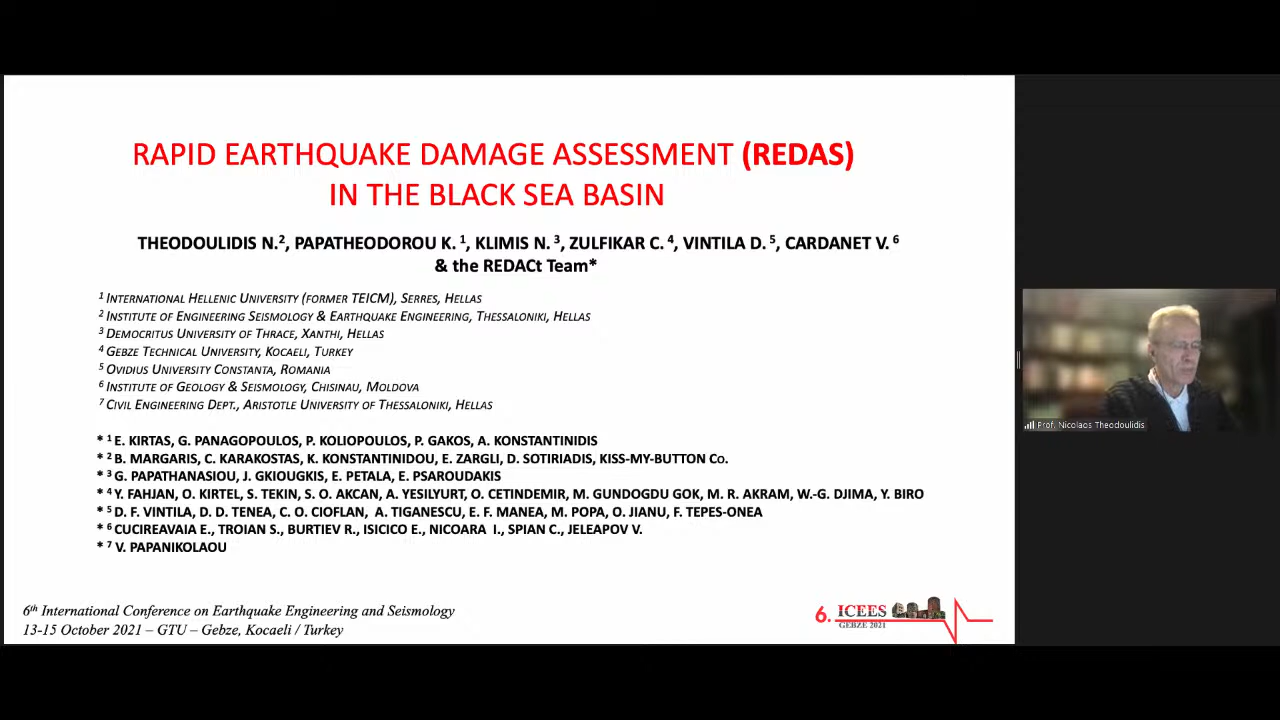 RAPID EARTHQUAKE DAMAGE ASSESSMENT (REDAS)
IN THE BLACK SEA BASIN
THEODOULIDIS N.², PAPATHEODOROU K. ¹, KLIMIS N. ³, ZULFIKAR C. ⁴, VINTILA D. ⁵, CARDANET V. ⁶
& the REDACt Team*
¹ INTERNATIONAL HELLENIC UNIVERSITY (FORMER TEICM), SERRES, HELLAS
² INSTITUTE OF ENGINEERING SEISMOLOGY & EARTHQUAKE ENGINEERING, THESSALONIKI, HELLAS
³ DEMOCRITUS UNIVERSITY OF THRACE, XANTHI, HELLAS
⁴ GEBZE TECHNICAL UNIVERSITY, KOCAELI, TURKEY
⁵ OVIDIUS UNIVERSITY CONSTANTA, ROMANIA
⁶ INSTITUTE OF GEOLOGY & SEISMOLOGY, CHISINAU, MOLDOVA
⁷ CIVIL ENGINEERING DEPT., ARISTOTLE UNIVERSITY OF THESSALONIKI, HELLAS
* ¹ E. KIRTAS, G. PANAGOPOULOS, P. KOLIOPOULOS, P. GAKOS, A. KONSTANTINIDIS
* ² B. MARGARIS, C. KARAKOSTAS, K. KONSTANTINIDOU, E. ZARGLI, D. SOTIRIADIS, KISS-MY-BUTTON CO.
* ³ G. PAPATHANASIOU, J. GKIOUGKIS, E. PETALA, E. PSAROUDAKIS
* ⁴ Y. FAHJAN, O. KIRTEL, S. TEKIN, S. O. AKCAN, A. YESILYURT, O. CETINDEMIR, M. GUNDOGDU GOK, M. R. AKRAM, W.-G. DJIMA, Y. BIRO
* ⁵ D. F. VINTILA, D. D. TENEA, C. O. CIOFLAN, A. TIGANESCU, E. F. MANEA, M. POPA, O. JIANU, F. TEPES-ONEA
* ⁶ CUCIREAVAIA E., TROIAN S., BURTIEV R., ISICICO E., NICOARA I., SPIAN C., JELEAPOV V.
* ⁷ V. PAPANIKOLAOU
6th International Conference on Earthquake Engineering and Seismology
13-15 October 2021 – GTU – Gebze, Kocaeli / Turkey
6. ICEES
GEBZE 2021
Prof. Nicolaos Theodoulidis